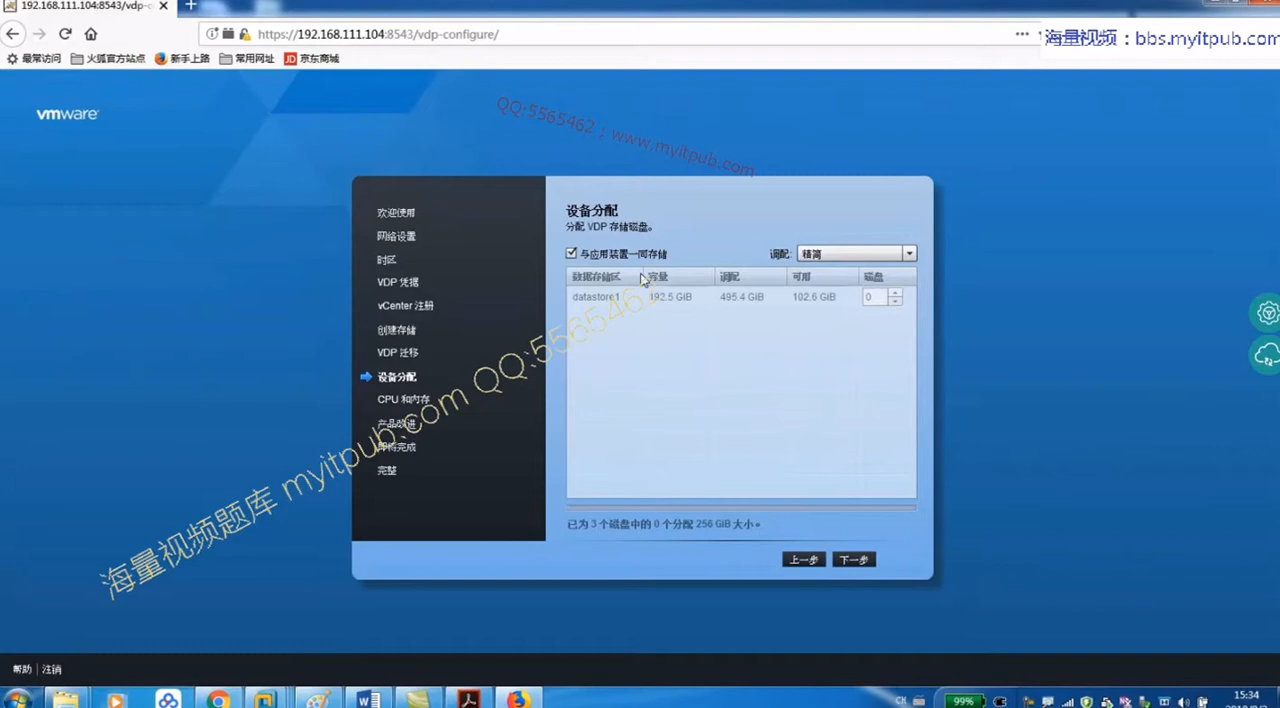 192.168.111.104:8543/vdp-c
https://192.168.111.104:8543/vdp-configure/
海量视频：bbs.myitpub.com
最常访问 火狐官方站点 新手上路 常用网址 JD 京东商城
vmware
QQ:5565462；www.myitpub.com
欢迎使用
网络设置
时区
VDP 凭据
vCenter 注册
创建存储
VDP 迁移
设备分配
CPU 和内存
产品改进
即将完成
完整
设备分配
分配 VDP 存储磁盘。
与应用装置一同存储 调配: 精简
数据存储区 容量 调配 可用 磁盘
datastore1 192.5 GiB 495.4 GiB 102.6 GiB 0
已为 3 个磁盘中的 0 个分配 256 GiB 大小。
上一步 下一步
海量视频题库 myitpub.com QQ:5565462
帮助 注销
CH 99% 15:34